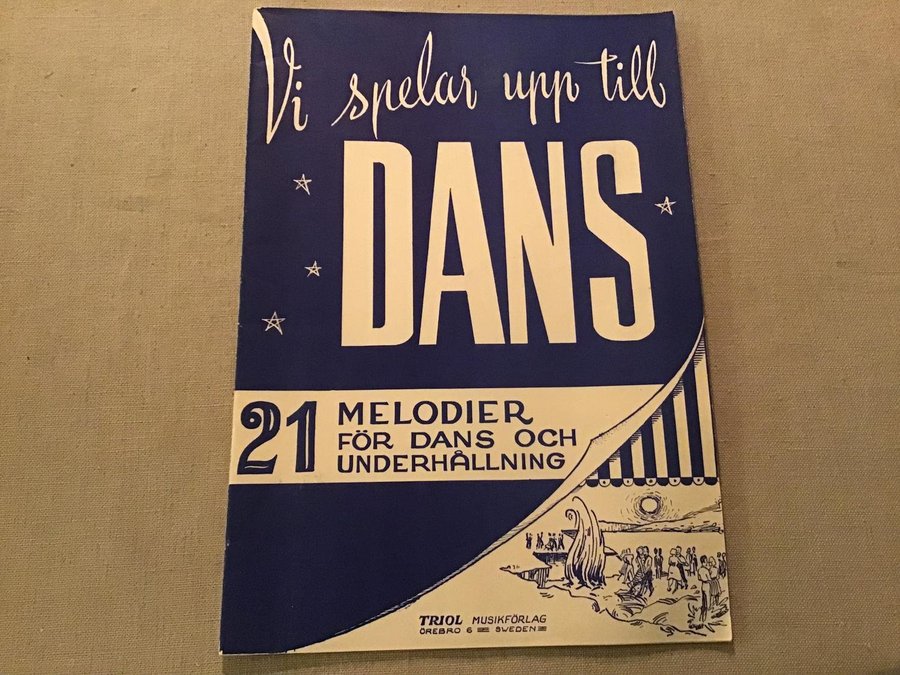 Vi spelar upp till
DANS
21
MELODIER
FÖR DANS OCH
UNDERHÅLLNING
TRIOL MUSIKFÖRLAG
ÖREBRO 6 SWEDEN